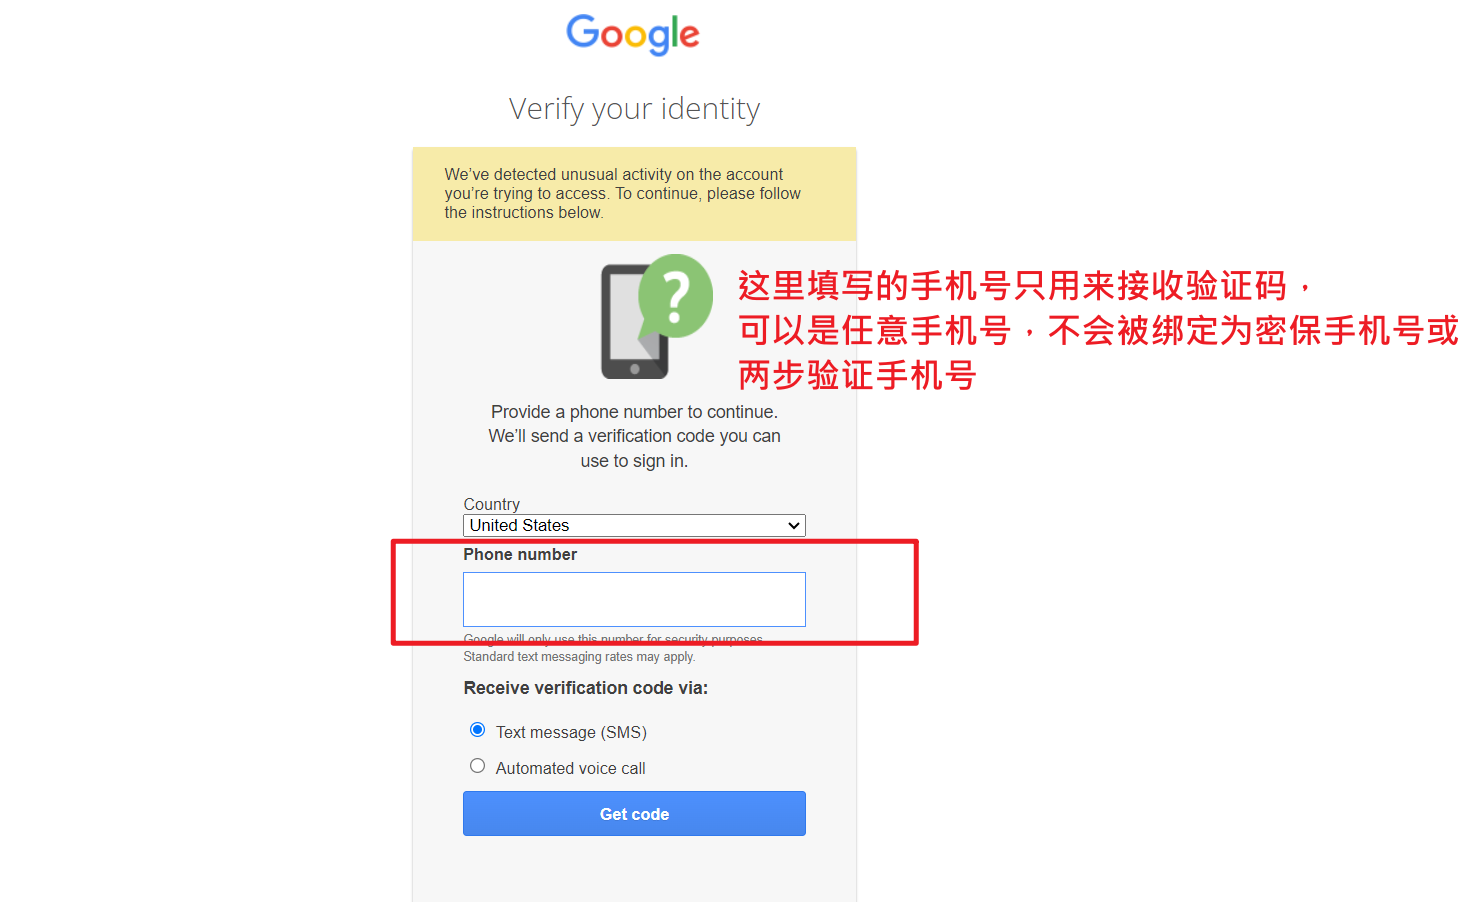 Google
Verify your identity
We've detected unusual activity on the account
you're trying to access. To continue, please follow
the instructions below.
?
这里填写的手机号只用来接收验证码，
可以是任意手机号，不会被绑定为密保手机号或
两步验证手机号
Provide a phone number to continue.
We'll send a verification code you can
use to sign in.
Country
United States
Phone number
Google will only use this number for security purposes.
Standard text messaging rates may apply.
Receive verification code via:
Text message (SMS)
Automated voice call
Get code